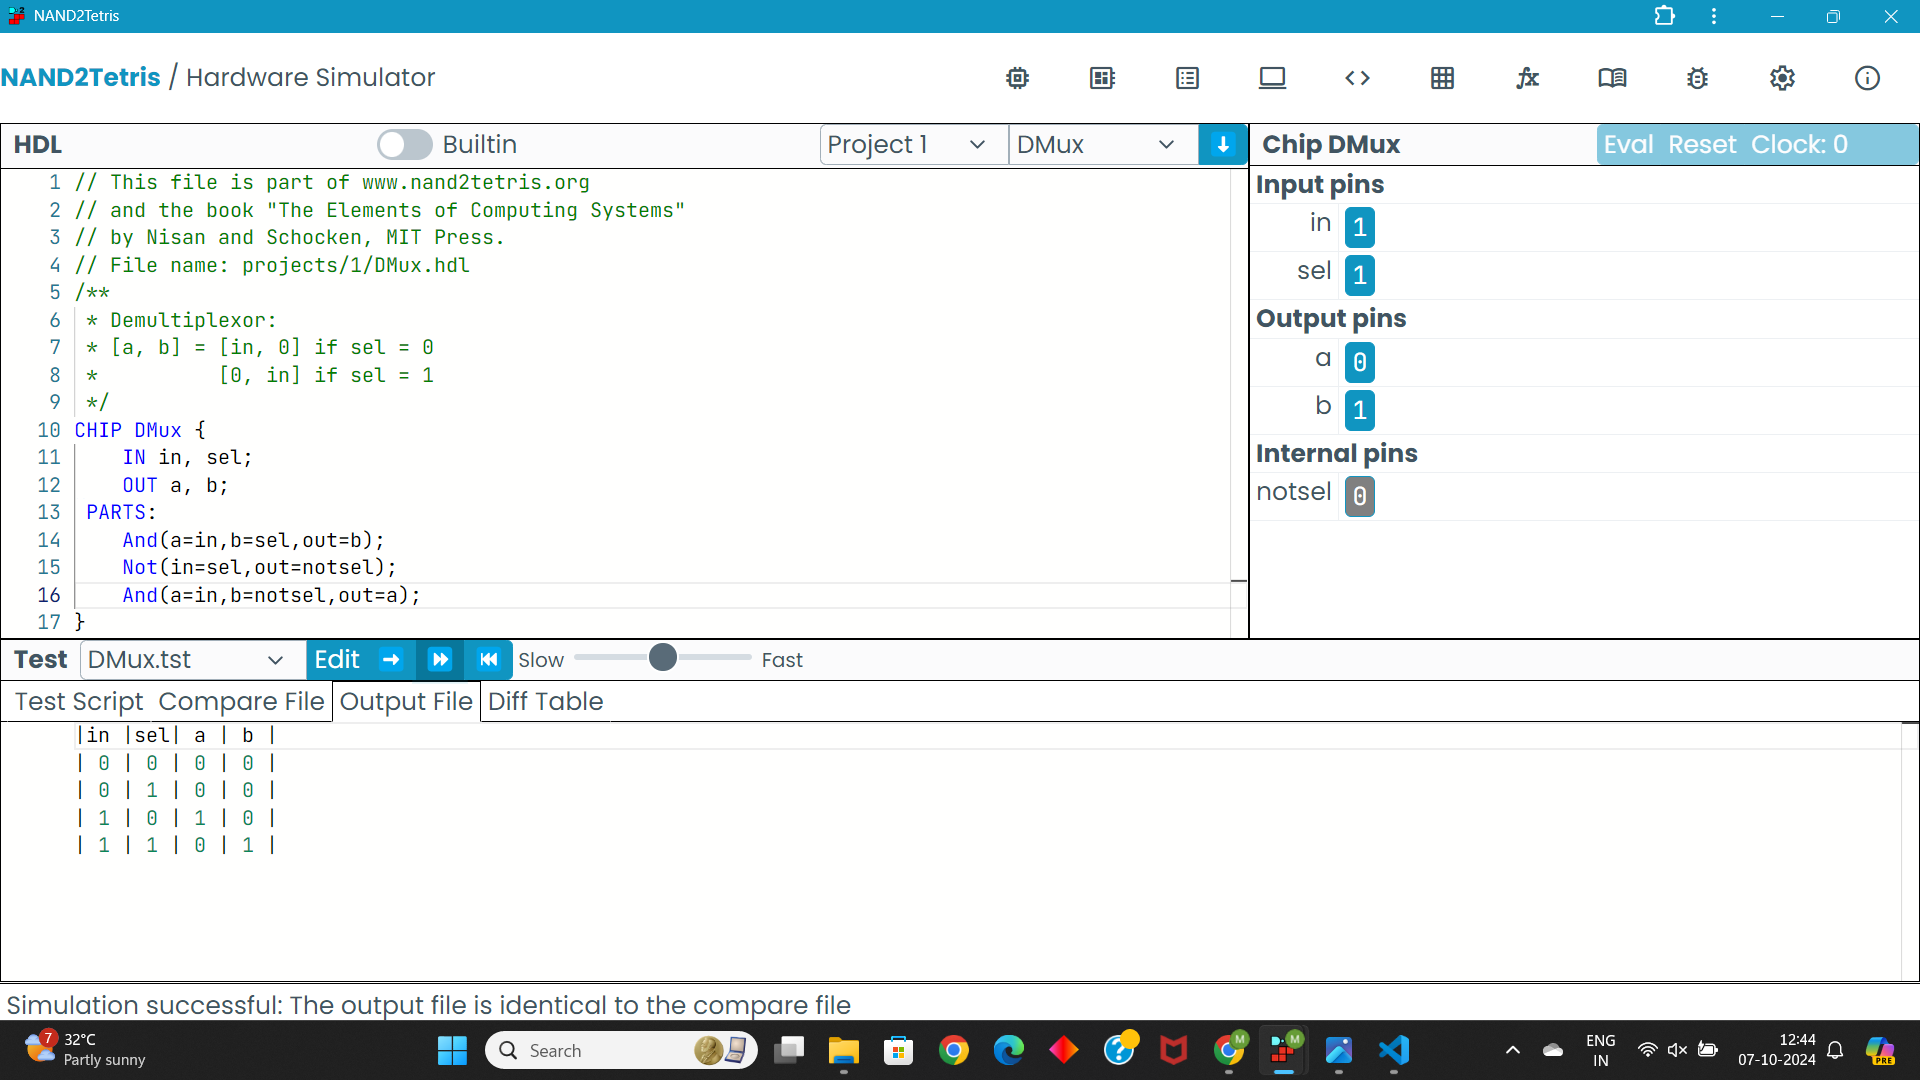 NAND2Tetris
NAND2Tetris / Hardware Simulator
HDL
Builtin
Project 1
DMux
Chip DMux
Eval Reset Clock: 0
1 // This file is part of www.nand2tetris.org
2 // and the book "The Elements of Computing Systems"
3 // by Nisan and Schocken, MIT Press.
4 // File name: projects/1/DMux.hdl
5 /**
6 * Demultiplexor:
7 * [a, b] = [in, 0] if sel = 0
8 * [0, in] if sel = 1
9 */
10 CHIP DMux {
11 IN in, sel;
12 OUT a, b;
13 PARTS:
14 And(a=in,b=sel,out=b);
15 Not(in=sel,out=notsel);
16 And(a=in,b=notsel,out=a);
17 }
Input pins
in 1
sel 1
Output pins
a 0
b 1
Internal pins
notsel 0
Test DMux.tst Edit Slow Fast
Test Script Compare File Output File Diff Table
|in |sel| a | b |
| 0 | 0 | 0 | 0 |
| 0 | 1 | 0 | 0 |
| 1 | 0 | 1 | 0 |
| 1 | 1 | 0 | 1 |
Simulation successful: The output file is identical to the compare file
7
32°C
Partly sunny
Search
M
M
ENG
IN
12:44
07-10-2024
PRE